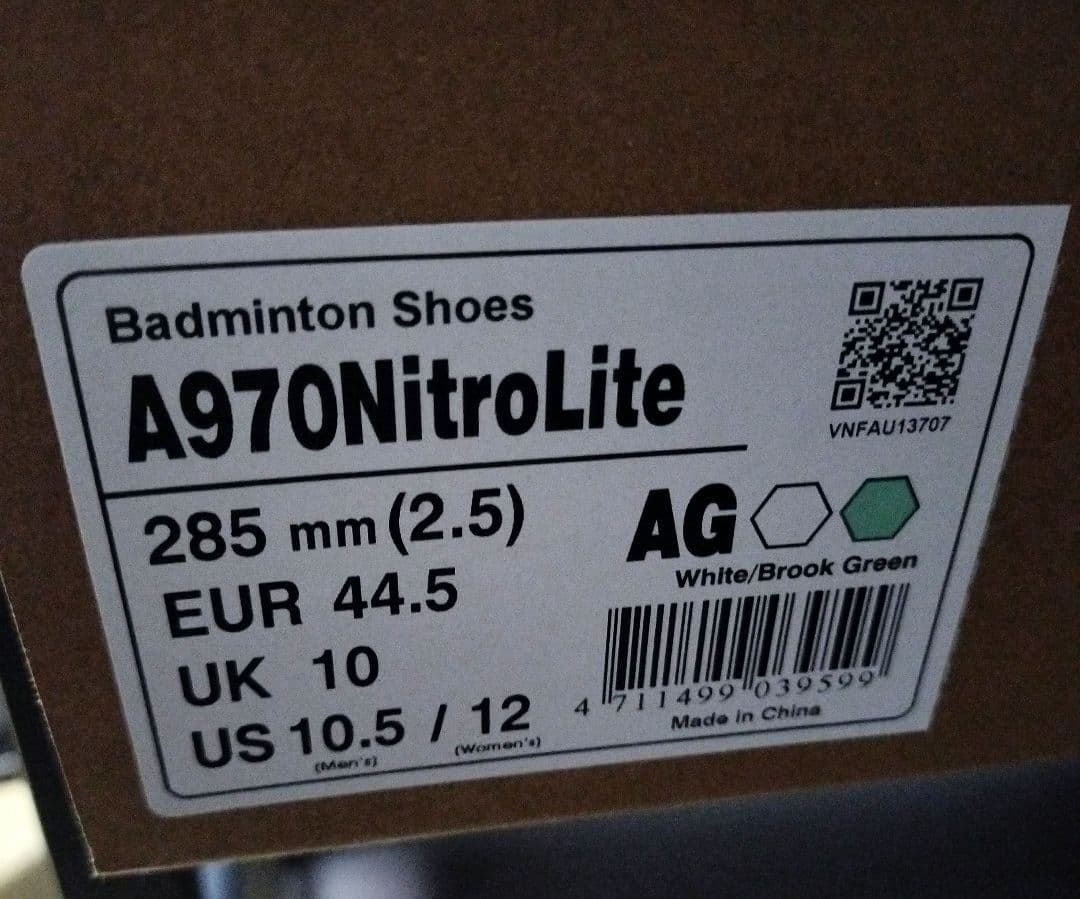 Badminton Shoes
A970NitroLite
VNFAU13707
285 mm (2.5)
EUR 44.5
UK 10
US 10.5 / 12
(Men's) (Women's)
AG
White/Brook Green
4 711499 039599
Made in China